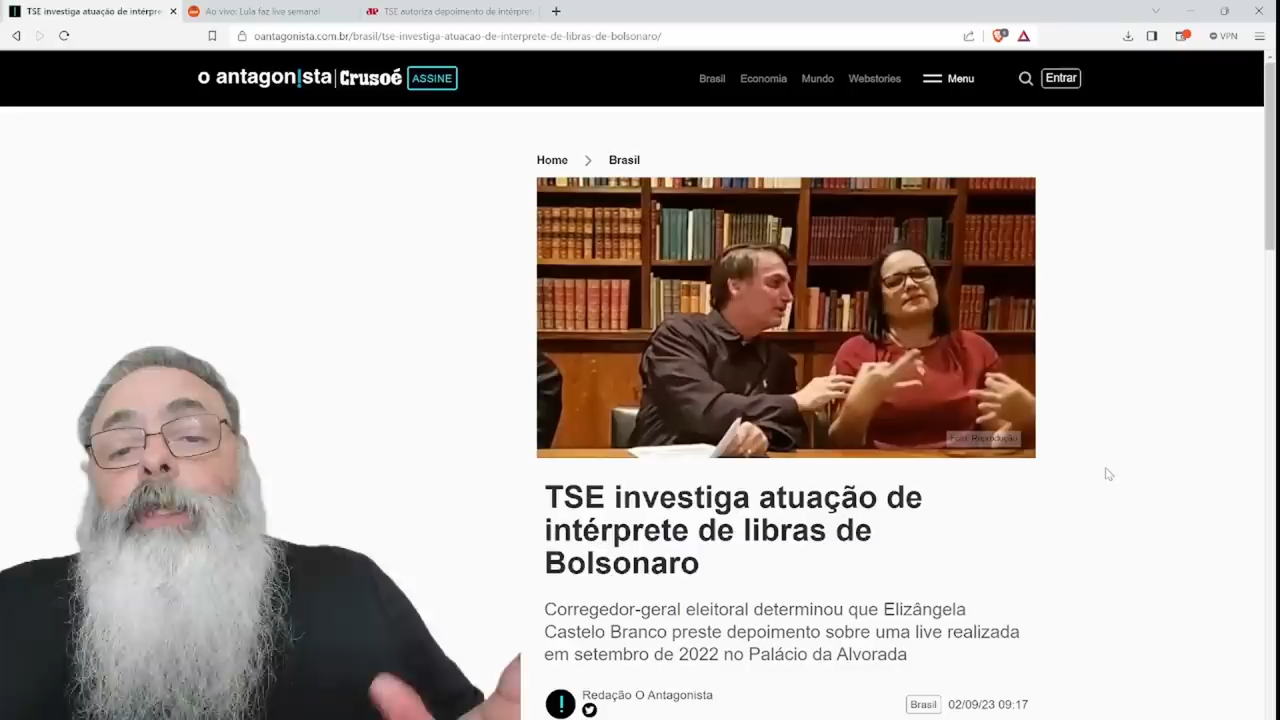 TSE investiga atuação de intérpre
Ao vivo: Lula faz live semanal
TSE autoriza depoimento de intérpret
oantagonista.com.br/brasil/tse-investiga-atuacao-de-interprete-de-libras-de-bolsonaro/
VPN
o antagonista | Crusoé ASSINE
Brasil Economia Mundo Webstories Menu Entrar
Home > Brasil
Foto: Reprodução
TSE investiga atuação de
intérprete de libras de
Bolsonaro
Corregedor-geral eleitoral determinou que Elizângela
Castelo Branco preste depoimento sobre uma live realizada
em setembro de 2022 no Palácio da Alvorada
Redação O Antagonista
Brasil 02/09/23 09:17